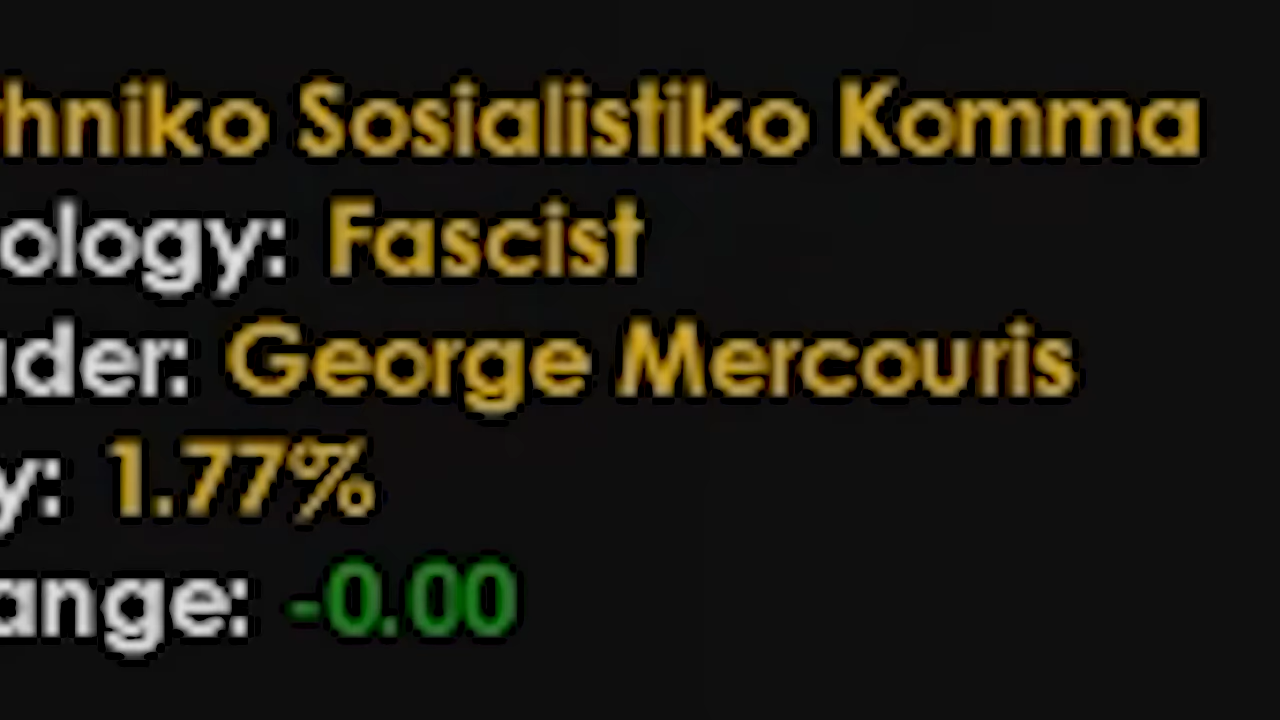 hniko Sosialistiko Komma
ology: Fascist
der: George Mercouris
y: 1.77%
ange: -0.00